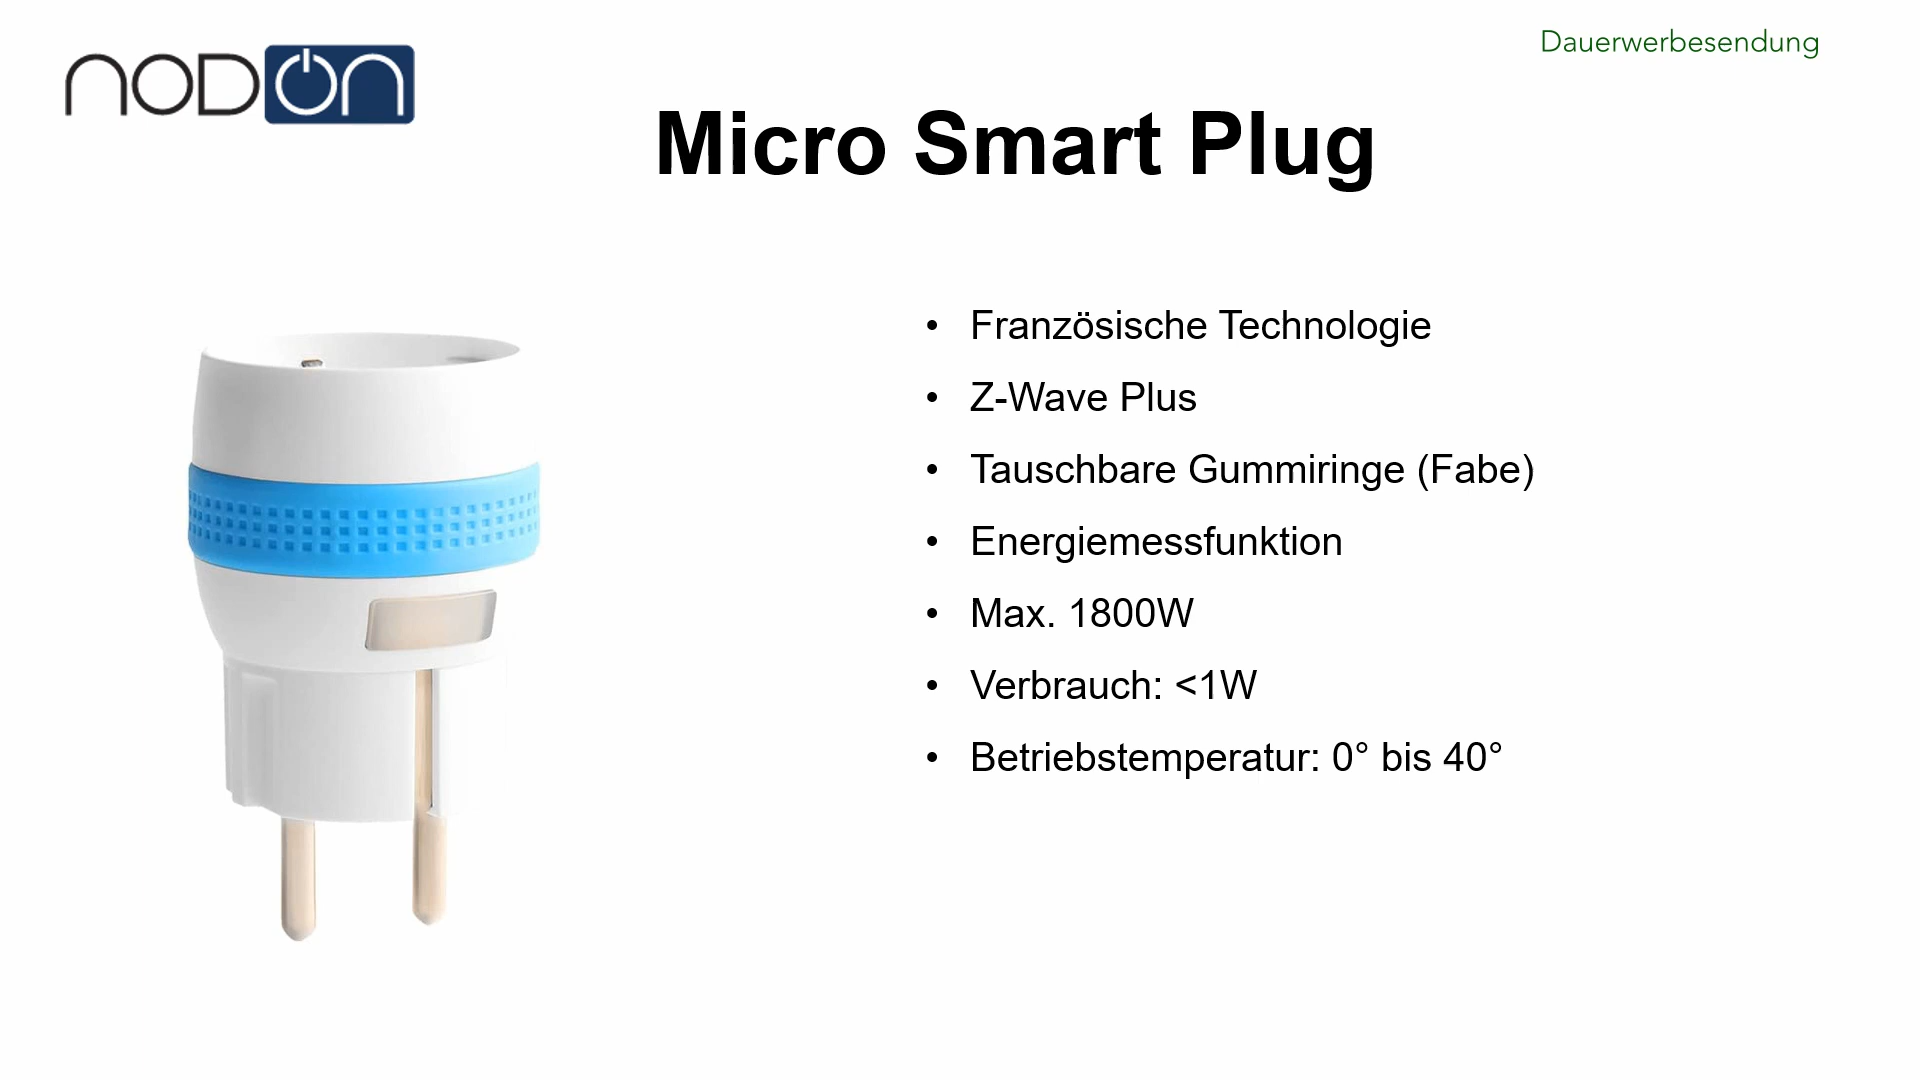 NODON
Dauerwerbesendung
Micro Smart Plug
• Französische Technologie
• Z-Wave Plus
• Tauschbare Gummiringe (Fabe)
• Energiemessfunktion
• Max. 1800W
• Verbrauch: <1W
• Betriebstemperatur: 0° bis 40°